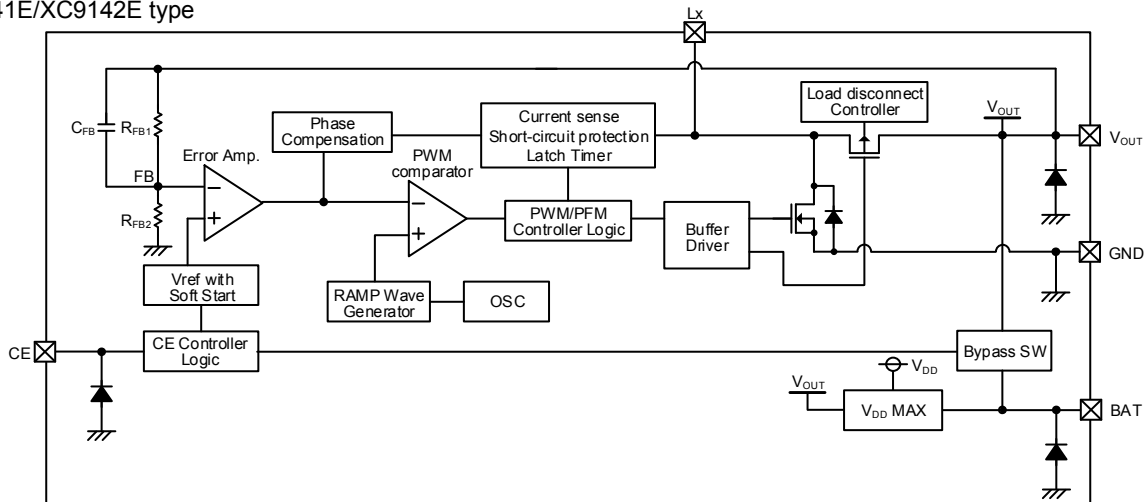 41E/XC9142E type
Lx
Load disconnect
Controller
VOUT
VOUT
Current sense
Short-circuit protection
Latch Timer
Phase
Compensation
CFB
RFB1
Error Amp.
PWM
comparator
FB
RFB2
PWM/PFM
Controller Logic
Buffer
Driver
GND
Vref with
Soft Start
RAMP Wave
Generator
OSC
CE
CE Controller
Logic
Bypass SW
VDD
VOUT
VDD MAX
BAT